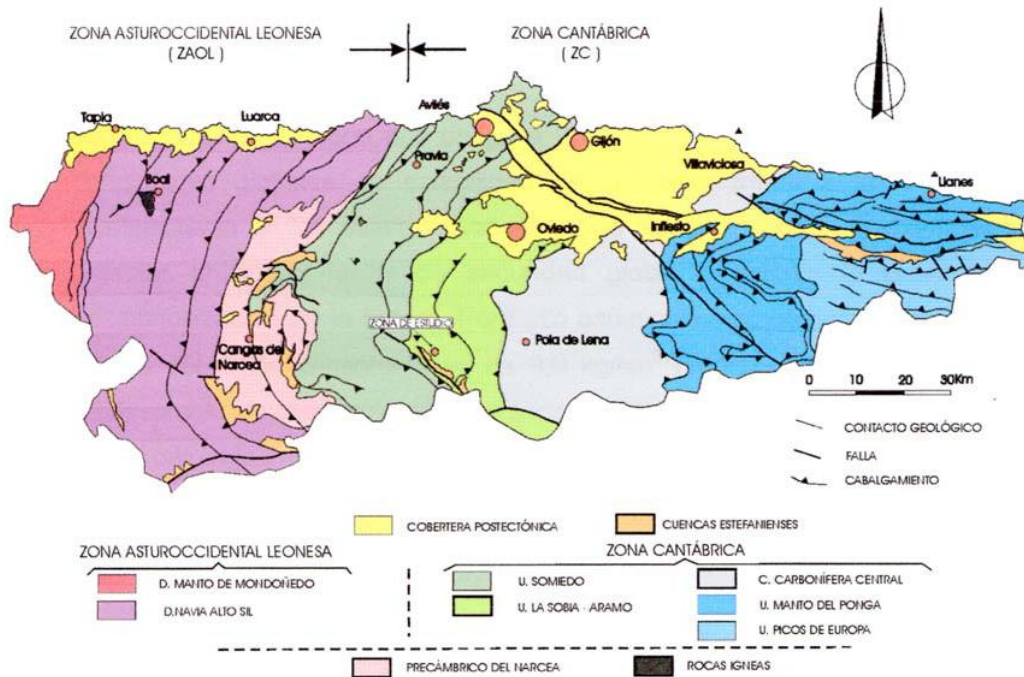 ZONA ASTUROCCIDENTAL LEONESA
( ZAOL )
ZONA CANTÁBRICA
( ZC )
Tapia
Luarca
Avilés
Gijón
Boal
Pravia
Villaviciosa
Llanes
Oviedo
Infiesto
ZONA DE ESTUDIO
Cangas del
Narcea
Pola de Lena
0 10 20 30Km
CONTACTO GEOLÓGICO
FALLA
CABALGAMIENTO
COBERTERA POSTECTÓNICA
CUENCAS ESTEFANIENSES
ZONA ASTUROCCIDENTAL LEONESA
ZONA CANTÁBRICA
D. MANTO DE MONDOÑEDO
D.NAVIA ALTO SIL
U. SOMIEDO
U. LA SOBIA - ARAMO
C. CARBONÍFERA CENTRAL
U. MANTO DEL PONGA
U. PICOS DE EUROPA
PRECÁMBRICO DEL NARCEA
ROCAS IGNEAS